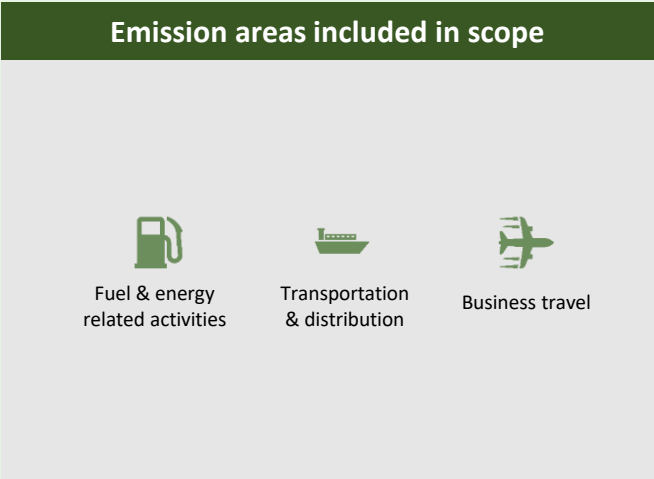 Emission areas included in scope
Fuel & energy
related activities
Transportation
& distribution
Business travel